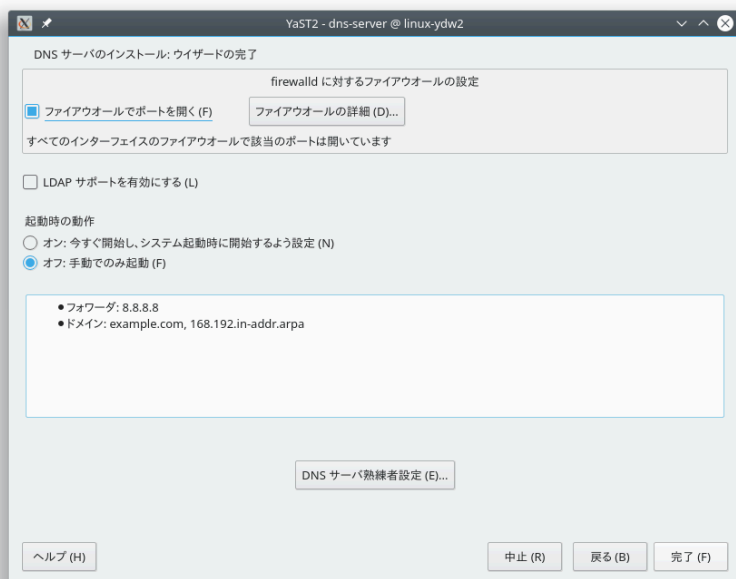 YaST2 - dns-server @ linux-ydw2
DNS サーバのインストール: ウイザードの完了
firewalld に対するファイアウオールの設定
ファイアウオールでポートを開く(F)
ファイアウオールの詳細 (D)...
すべてのインターフェイスのファイアウオールで該当のポートは開いています
LDAP サポートを有効にする (L)
起動時の動作
オン: 今すぐ開始し、システム起動時に開始するよう設定 (N)
オフ: 手動でのみ起動 (F)
●フォワーダ: 8.8.8.8
●ドメイン: example.com, 168.192.in-addr.arpa
DNS サーバ熟練者設定 (E)...
ヘルプ (H)
中止 (R)
戻る (B)
完了 (F)